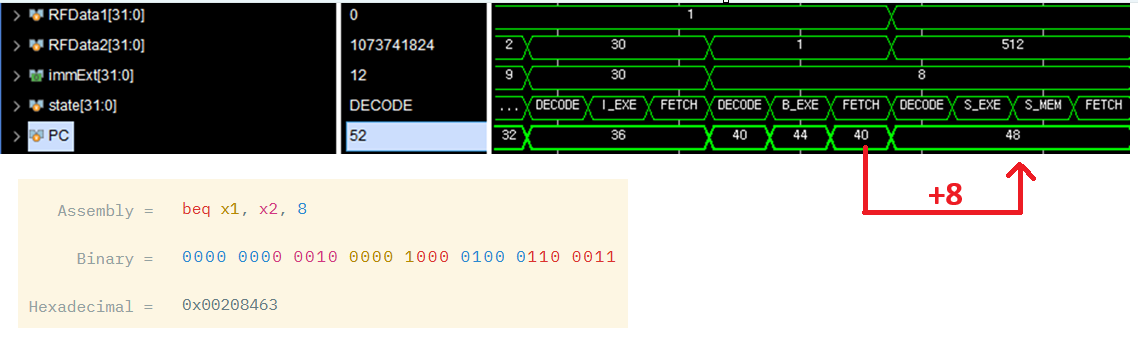 RFData1[31:0] 0 1
RFData2[31:0] 1073741824 2 30 1 512
immExt[31:0] 12 9 30 8
state[31:0] DECODE ... DECODE I_EXE FETCH DECODE B_EXE FETCH DECODE S_EXE S_MEM FETCH
PC 52 32 36 40 44 40 48
+8
Assembly = beq x1, x2, 8
Binary = 0000 0000 0010 0000 1000 0100 0110 0011
Hexadecimal = 0x00208463